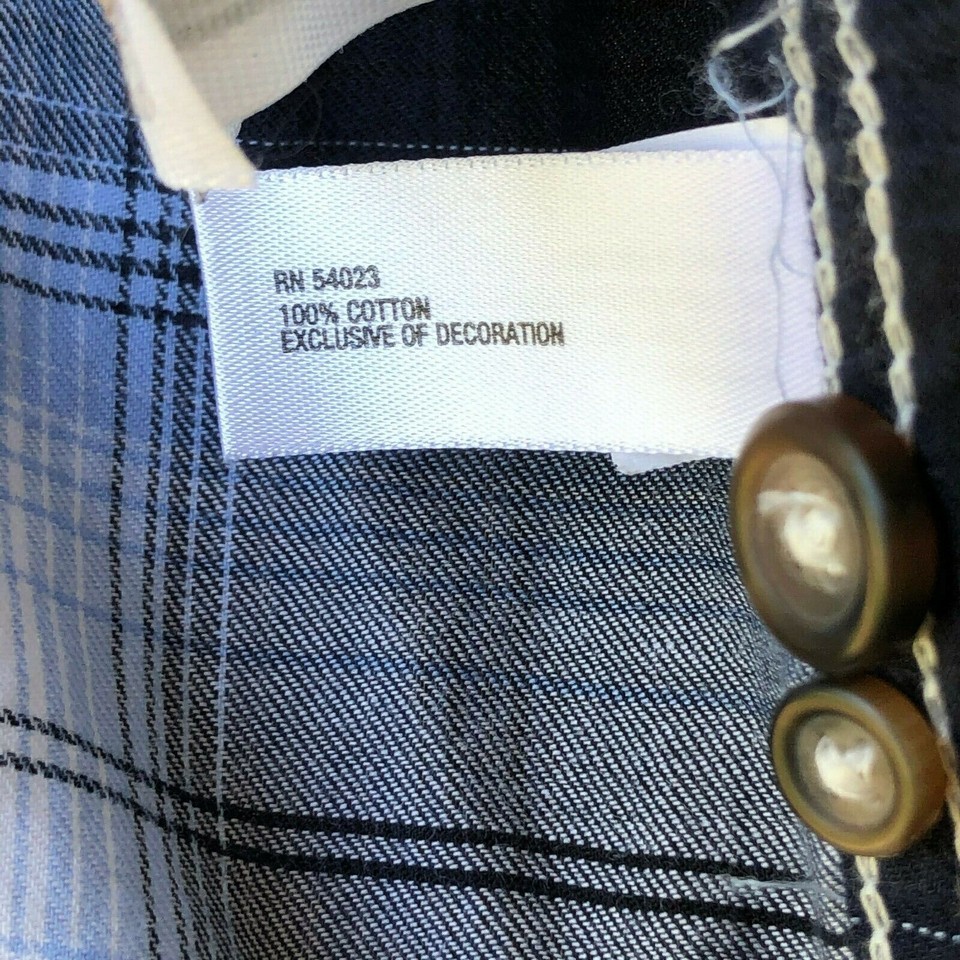 RN 54023
100% COTTON
EXCLUSIVE OF DECORATION